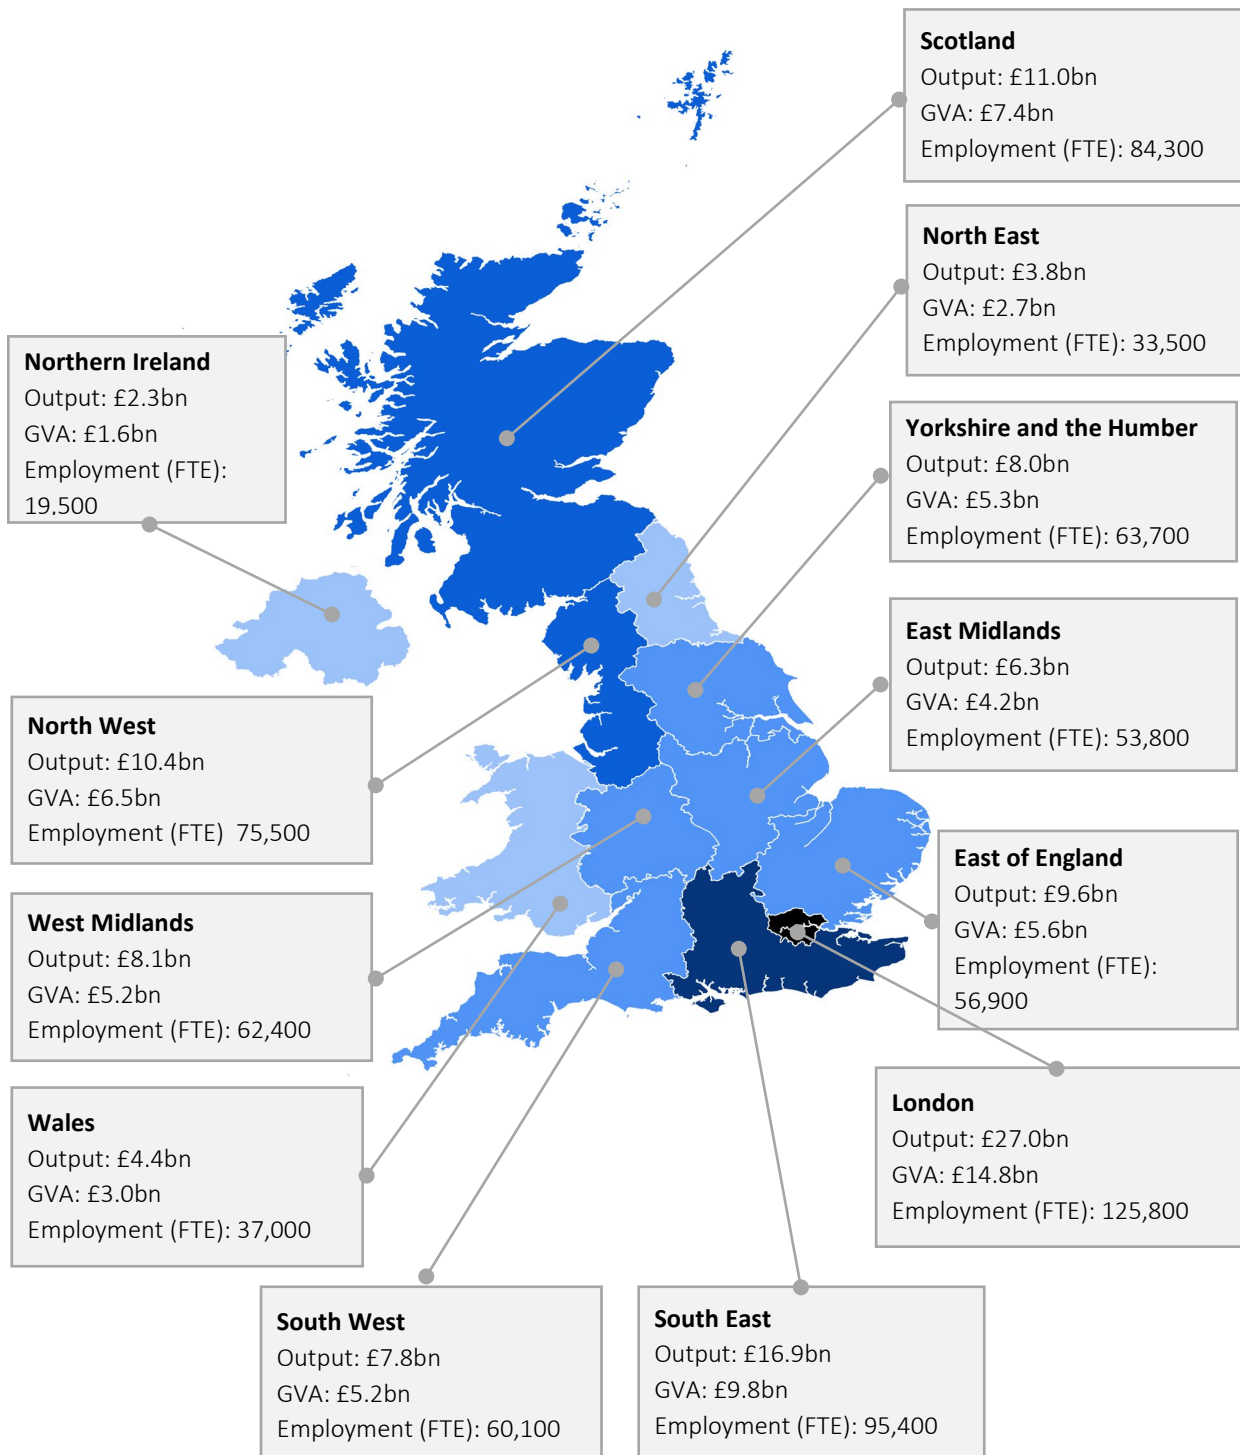 Scotland
Output: £11.0bn
GVA: £7.4bn
Employment (FTE): 84,300
North East
Output: £3.8bn
GVA: £2.7bn
Employment (FTE): 33,500
Northern Ireland
Output: £2.3bn
GVA: £1.6bn
Employment (FTE):
19,500
Yorkshire and the Humber
Output: £8.0bn
GVA: £5.3bn
Employment (FTE): 63,700
East Midlands
Output: £6.3bn
GVA: £4.2bn
Employment (FTE): 53,800
North West
Output: £10.4bn
GVA: £6.5bn
Employment (FTE) 75,500
East of England
Output: £9.6bn
GVA: £5.6bn
Employment (FTE):
56,900
West Midlands
Output: £8.1bn
GVA: £5.2bn
Employment (FTE): 62,400
London
Output: £27.0bn
GVA: £14.8bn
Employment (FTE): 125,800
Wales
Output: £4.4bn
GVA: £3.0bn
Employment (FTE): 37,000
South West
Output: £7.8bn
GVA: £5.2bn
Employment (FTE): 60,100
South East
Output: £16.9bn
GVA: £9.8bn
Employment (FTE): 95,400